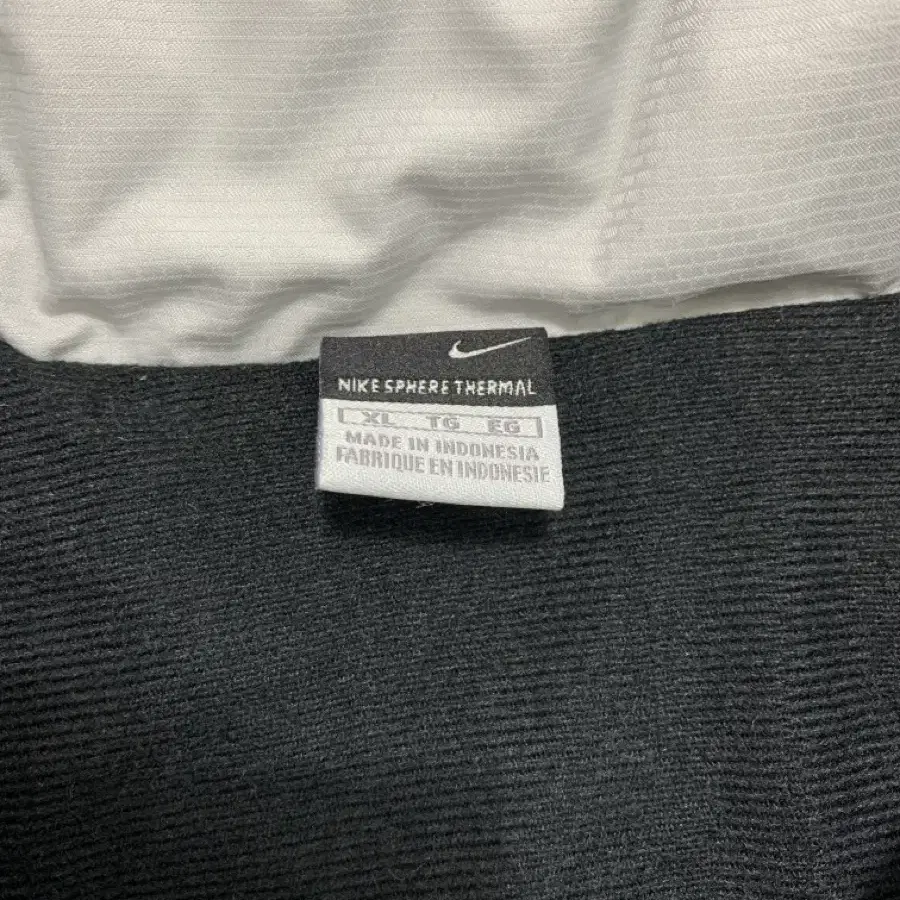 NIKE SPHERE THERMAL
XL TG EG
MADE IN INDONESIA
FABRIQUE EN INDONESIE